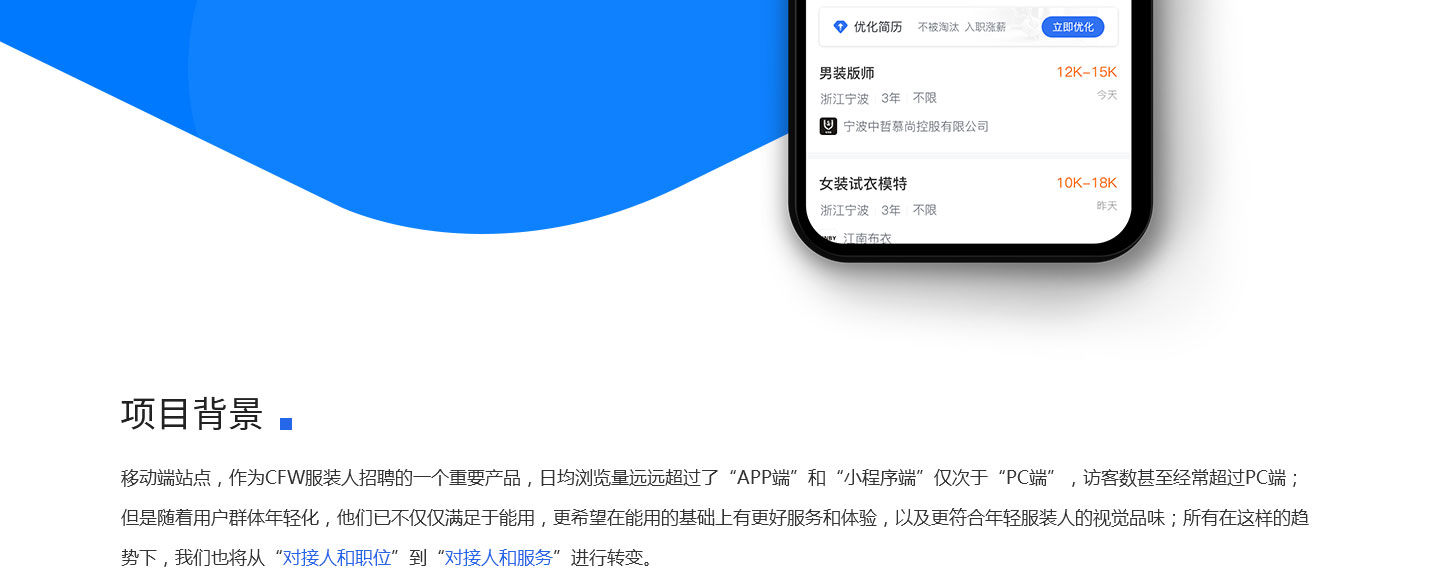 优化简历 不被淘汰 入职涨薪 立即优化
男装版师 12K-15K
浙江宁波 3年 不限 今天
宁波中哲慕尚控股有限公司
女装试衣模特 10K-18K
浙江宁波 3年 不限 昨天
江南布衣
项目背景
移动端站点，作为CFW服装人招聘的一个重要产品，日均浏览量远远超过了“APP端”和“小程序端”仅次于“PC端”，访客数甚至经常超过PC端；
但是随着用户群体年轻化，他们已不仅仅满足于能用，更希望在能用的基础上有更好服务和体验，以及更符合年轻服装人的视觉品味；所有在这样的趋
势下，我们也将从“对接人和职位”到“对接人和服务”进行转变。